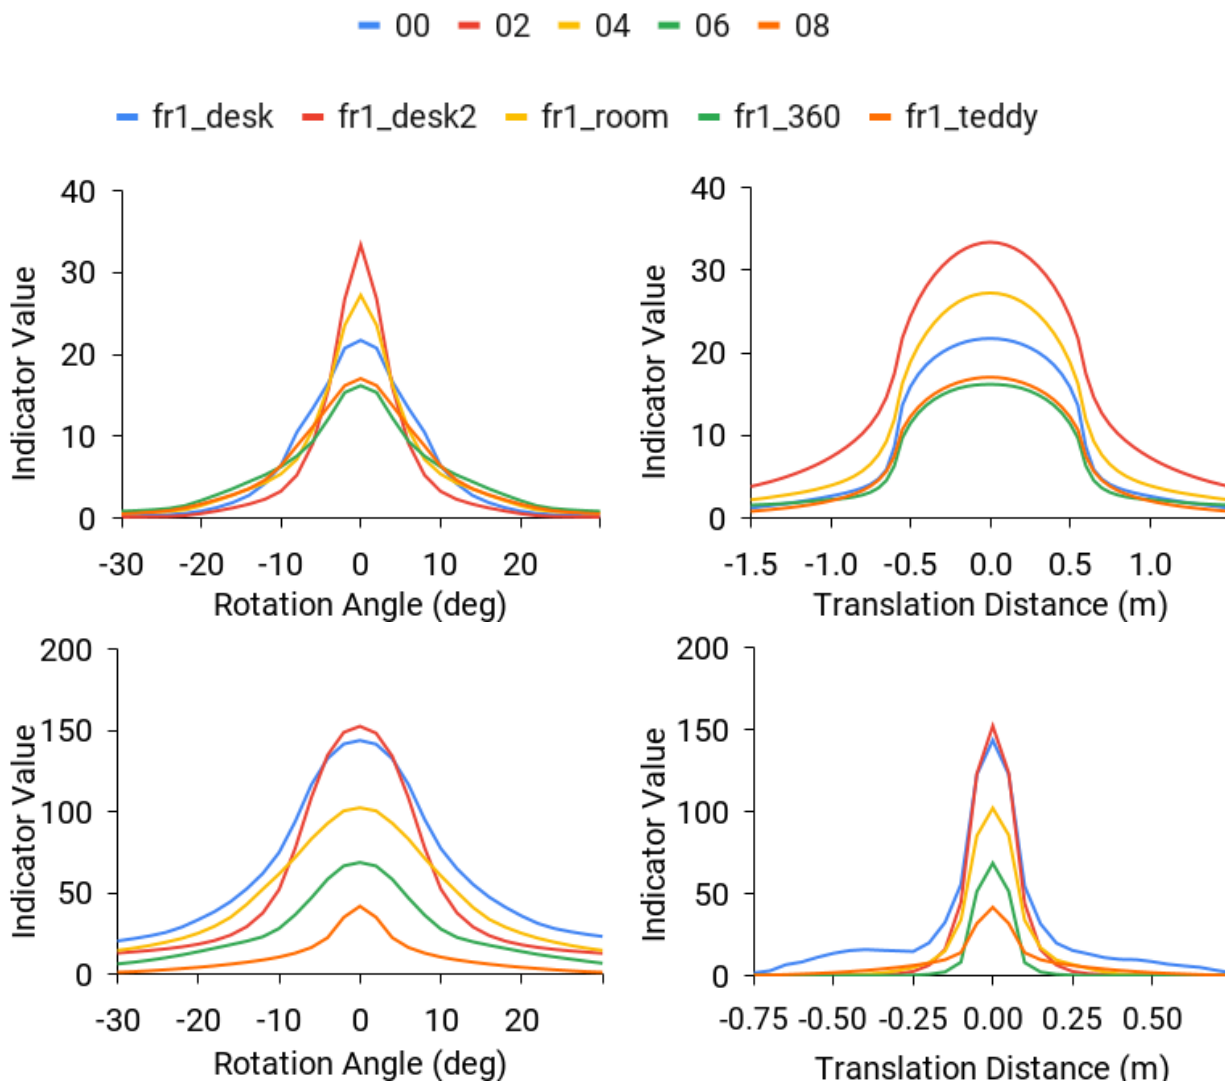 00 02 04 06 08
fr1_desk fr1_desk2 fr1_room fr1_360 fr1_teddy
Indicator Value
40
30
20
10
0
-30 -20 -10 0 10 20
Rotation Angle (deg)
Indicator Value
40
30
20
10
0
-1.5 -1.0 -0.5 0.0 0.5 1.0
Translation Distance (m)
Indicator Value
200
150
100
50
0
-30 -20 -10 0 10 20
Rotation Angle (deg)
Indicator Value
200
150
100
50
0
-0.75 -0.50 -0.25 0.00 0.25 0.50
Translation Distance (m)